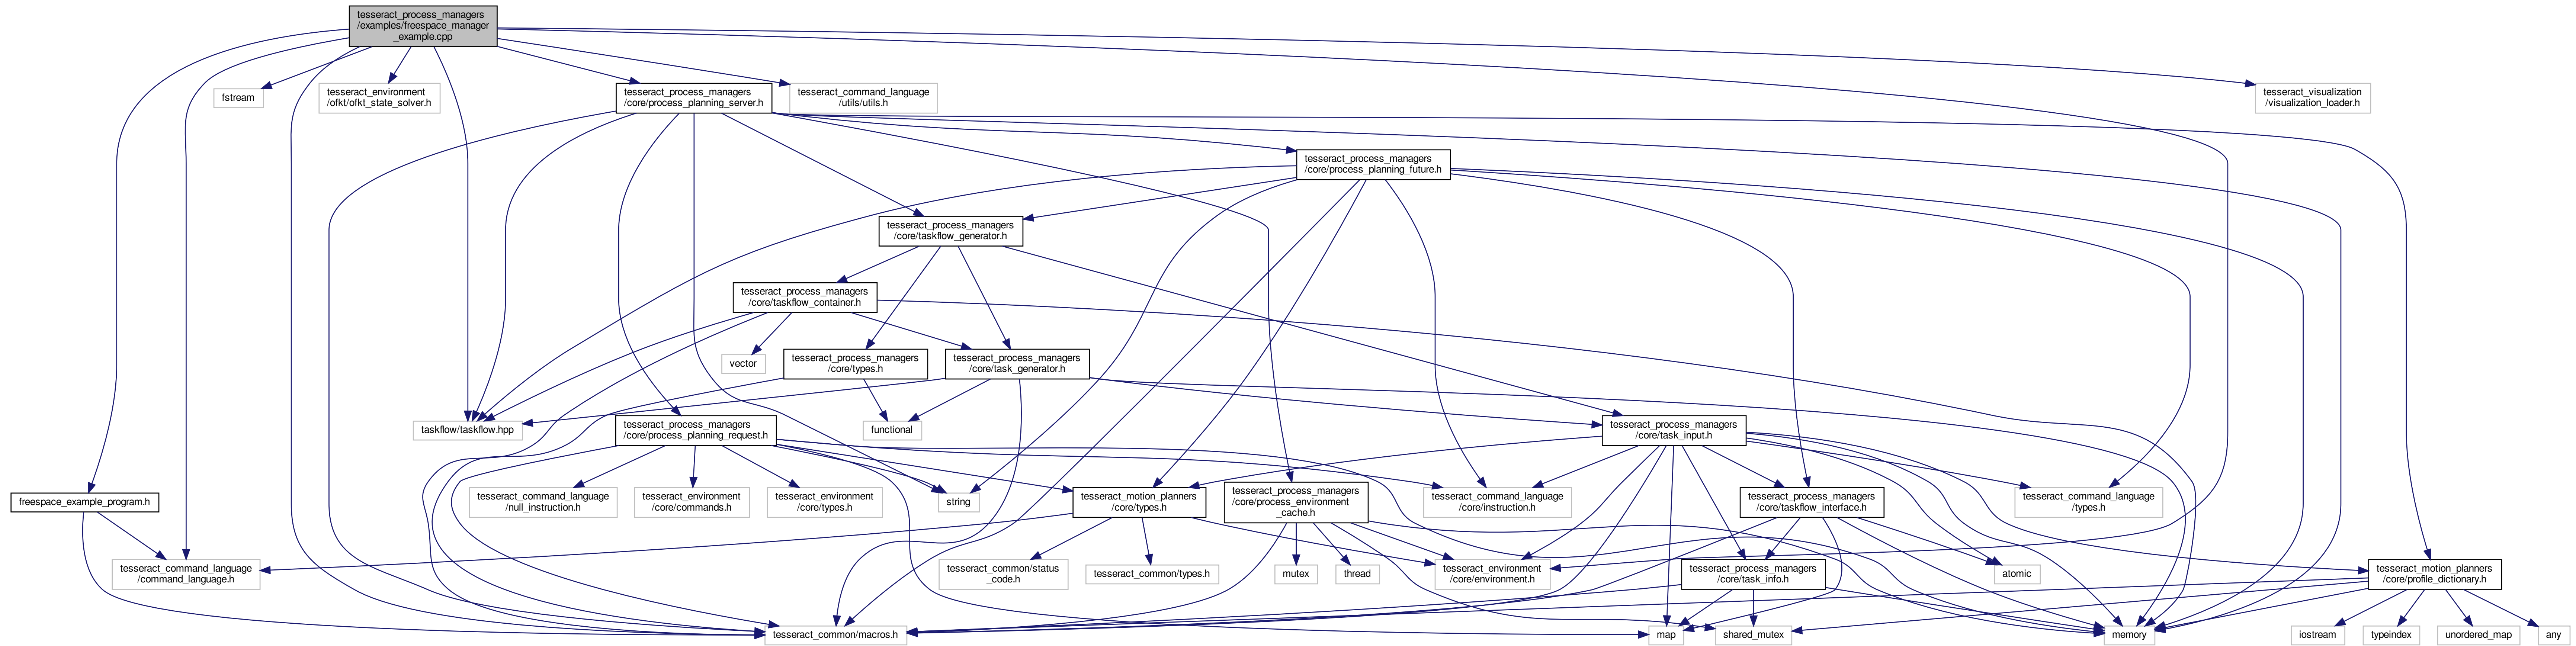 tesseract_process_managers
/examples/freespace_manager
_example.cpp
fstream
tesseract_environment
/ofkt/ofkt_state_solver.h
tesseract_process_managers
/core/process_planning_server.h
tesseract_command_language
/utils/utils.h
tesseract_visualization
/visualization_loader.h
tesseract_process_managers
/core/process_planning_future.h
tesseract_process_managers
/core/taskflow_generator.h
tesseract_process_managers
/core/taskflow_container.h
vector
tesseract_process_managers
/core/types.h
tesseract_process_managers
/core/task_generator.h
taskflow/taskflow.hpp
tesseract_process_managers
/core/process_planning_request.h
functional
tesseract_process_managers
/core/task_input.h
freespace_example_program.h
tesseract_command_language
/null_instruction.h
tesseract_environment
/core/commands.h
tesseract_environment
/core/types.h
string
tesseract_motion_planners
/core/types.h
tesseract_process_managers
/core/process_environment
_cache.h
tesseract_command_language
/core/instruction.h
tesseract_process_managers
/core/taskflow_interface.h
tesseract_command_language
/types.h
tesseract_command_language
/command_language.h
tesseract_common/status
_code.h
tesseract_common/types.h
mutex
thread
tesseract_environment
/core/environment.h
tesseract_process_managers
/core/task_info.h
atomic
tesseract_motion_planners
/core/profile_dictionary.h
tesseract_common/macros.h
map
shared_mutex
memory
iostream
typeindex
unordered_map
any